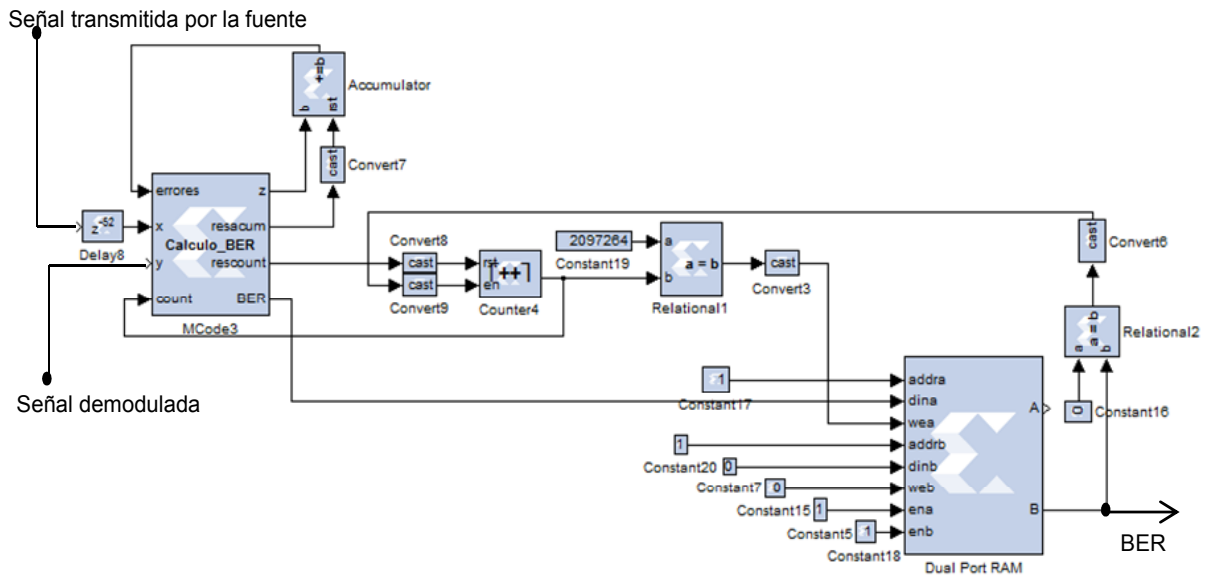 Señal transmitida por la fuente
+=b
b
rst
Accumulator
cast
Convert7
errores
z
x
resacum
Calculo_BER
y
rescount
count
BER
MCode3
z-52
Delay8
Señal demodulada
Convert8
cast
cast
Convert9
rst
en
++
Counter4
2097264
Constant19
a
b
a = b
Relational1
cast
Convert3
cast
Convert6
a = b
a
b
Relational2
0
Constant16
1
Constant17
1
Constant20
0
Constant7
0
Constant15
1
Constant5
1
Constant18
addra
dina
wea
addrb
dinb
web
ena
enb
A
B
Dual Port RAM
BER